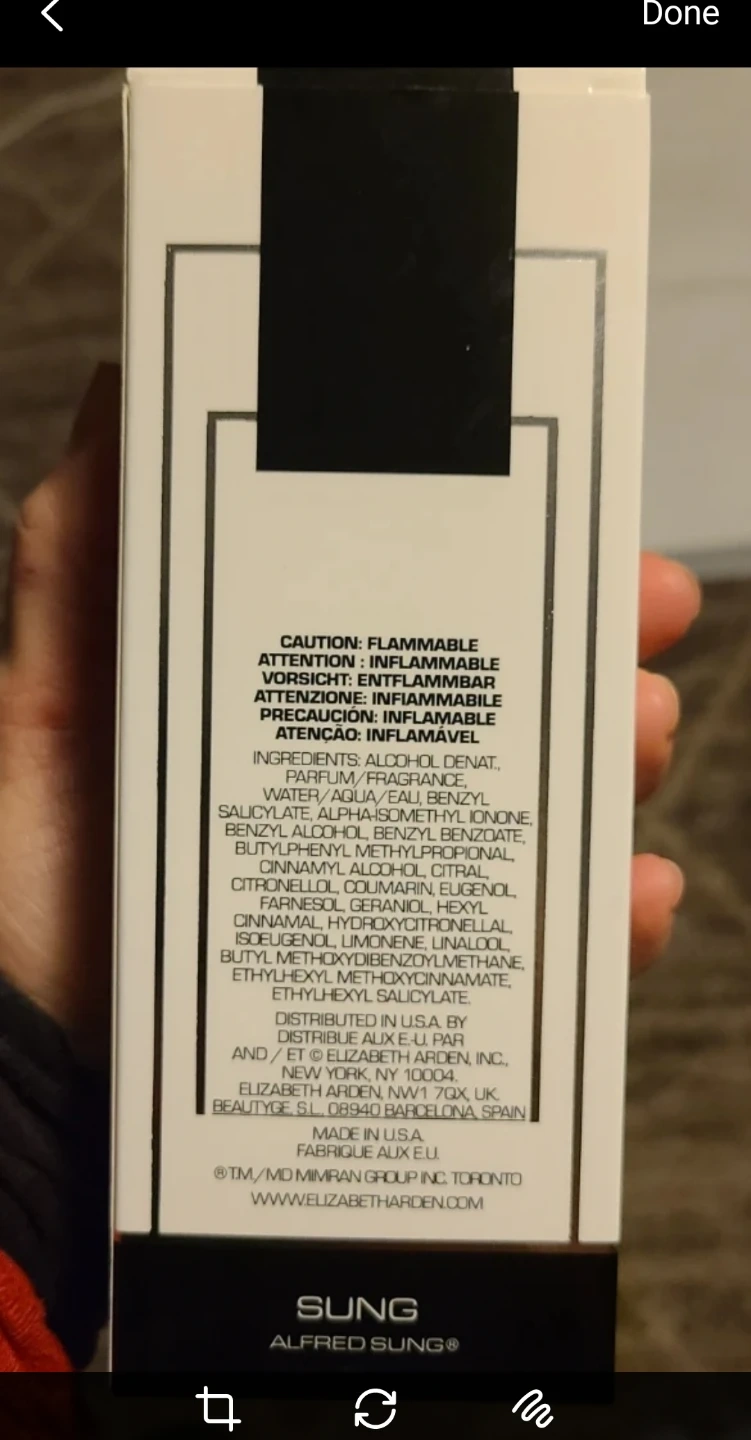 Done
CAUTION: FLAMMABLE
ATTENTION : INFLAMMABLE
VORSICHT: ENTFLAMMBAR
ATTENZIONE: INFIAMMABILE
PRECAUCIÓN: INFLAMABLE
ATENÇÃO: INFLAMÁVEL
INGREDIENTS: ALCOHOL DENAT.,
PARFUM/FRAGRANCE,
WATER/AQUA/EAU, BENZYL
SALICYLATE, ALPHA-ISOMETHYL IONONE,
BENZYL ALCOHOL, BENZYL BENZOATE,
BUTYLPHENYL METHYLPROPIONAL,
CINNAMYL ALCOHOL, CITRAL,
CITRONELLOL, COUMARIN, EUGENOL,
FARNESOL, GERANIOL, HEXYL
CINNAMAL, HYDROXYCITRONELLAL,
ISOEUGENOL, LIMONENE, LINALOOL,
BUTYL METHOXYDIBENZOYLMETHANE,
ETHYLHEXYL METHOXYCINNAMATE,
ETHYLHEXYL SALICYLATE.
DISTRIBUTED IN U.S.A. BY
DISTRIBUE AUX E.-U. PAR
AND / ET © ELIZABETH ARDEN, INC.,
NEW YORK, NY 10004.
ELIZABETH ARDEN, NW1 7QX, UK.
BEAUTYGE, S.L, 08940 BARCELONA, SPAIN
MADE IN U.S.A.
FABRIQUE AUX E.U.
®T.M./MD MIMRAN GROUP INC. TORONTO
WWW.ELIZABETHARDEN.COM
SUNG
ALFRED SUNG®